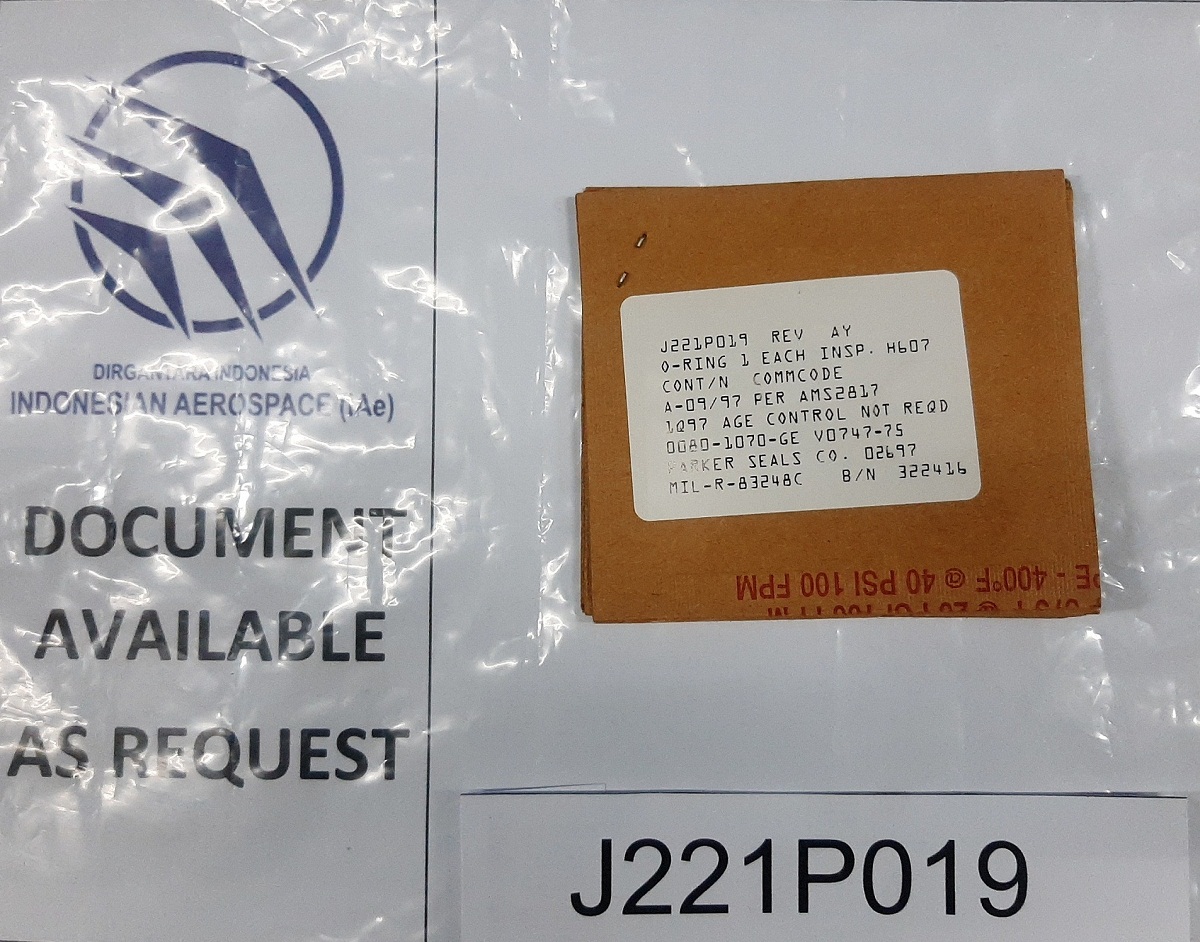 DIRGANTARA INDONESIA
INDONESIAN AEROSPACE (IAe)
DOCUMENT
AVAILABLE
AS REQUEST
J221P019 REV AY
O-RING 1 EACH INSP. H607
CONT/N COMMCODE
A-09/97 PER AMS2817
1Q97 AGE CONTROL NOT REQD
0080-1070-GE V0747-75
PARKER SEALS CO. 02697
MIL-R-83248C B/N 322416
- 400°F @ 40 PSI 100 FPM
J221P019